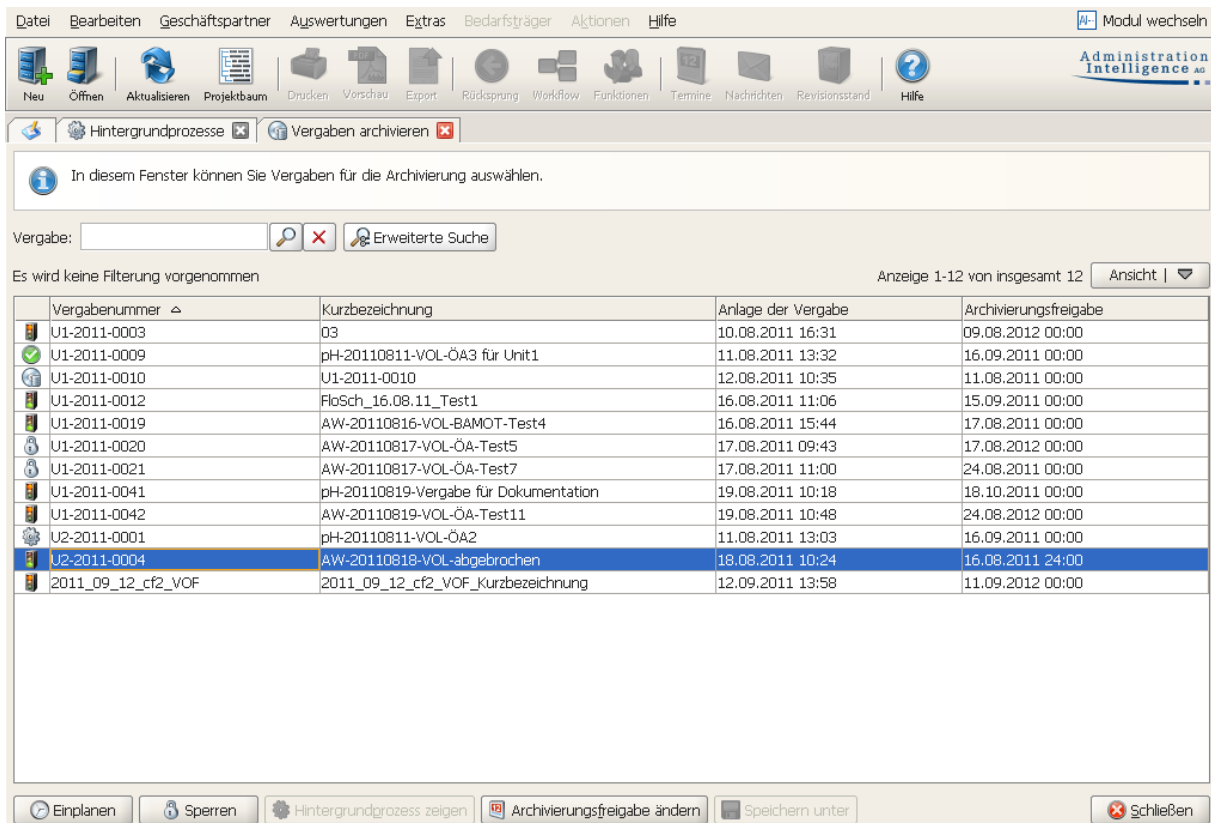 Datei Bearbeiten Geschäftspartner Auswertungen Extras Bedarfsträger Aktionen Hilfe AI- Modul wechseln
Administration
Intelligence AG
Neu Öffnen Aktualisieren Projektbaum Drucken Vorschau Export Rücksprung Workflow Funktionen Termine Nachrichten Revisionsstand Hilfe
Hintergrundprozesse Vergaben archivieren
In diesem Fenster können Sie Vergaben für die Archivierung auswählen.
Vergabe: Erweiterte Suche
Es wird keine Filterung vorgenommen Anzeige 1-12 von insgesamt 12 Ansicht |
Vergabenummer Kurzbezeichnung Anlage der Vergabe Archivierungsfreigabe
U1-2011-0003 03 10.08.2011 16:31 09.08.2012 00:00
U1-2011-0009 pH-20110811-VOL-ÖA3 für Unit1 11.08.2011 13:32 16.09.2011 00:00
U1-2011-0010 U1-2011-0010 12.08.2011 10:35 11.08.2011 00:00
U1-2011-0012 FloSch_16.08.11_Test1 16.08.2011 11:06 15.09.2011 00:00
U1-2011-0019 AW-20110816-VOL-BAMOT-Test4 16.08.2011 15:44 17.08.2011 00:00
U1-2011-0020 AW-20110817-VOL-ÖA-Test5 17.08.2011 09:43 17.08.2012 00:00
U1-2011-0021 AW-20110817-VOL-ÖA-Test7 17.08.2011 11:00 24.08.2011 00:00
U1-2011-0041 pH-20110819-Vergabe für Dokumentation 19.08.2011 10:18 18.10.2011 00:00
U1-2011-0042 AW-20110819-VOL-ÖA-Test11 19.08.2011 10:48 24.08.2012 00:00
U2-2011-0001 pH-20110811-VOL-ÖA2 11.08.2011 13:03 16.09.2011 00:00
U2-2011-0004 AW-20110818-VOL-abgebrochen 18.08.2011 10:24 16.08.2011 24:00
2011_09_12_cf2_VOF 2011_09_12_cf2_VOF_Kurzbezeichnung 12.09.2011 13:58 11.09.2012 00:00
Einplanen Sperren Hintergrundprozess zeigen Archivierungsfreigabe ändern Speichern unter Schließen